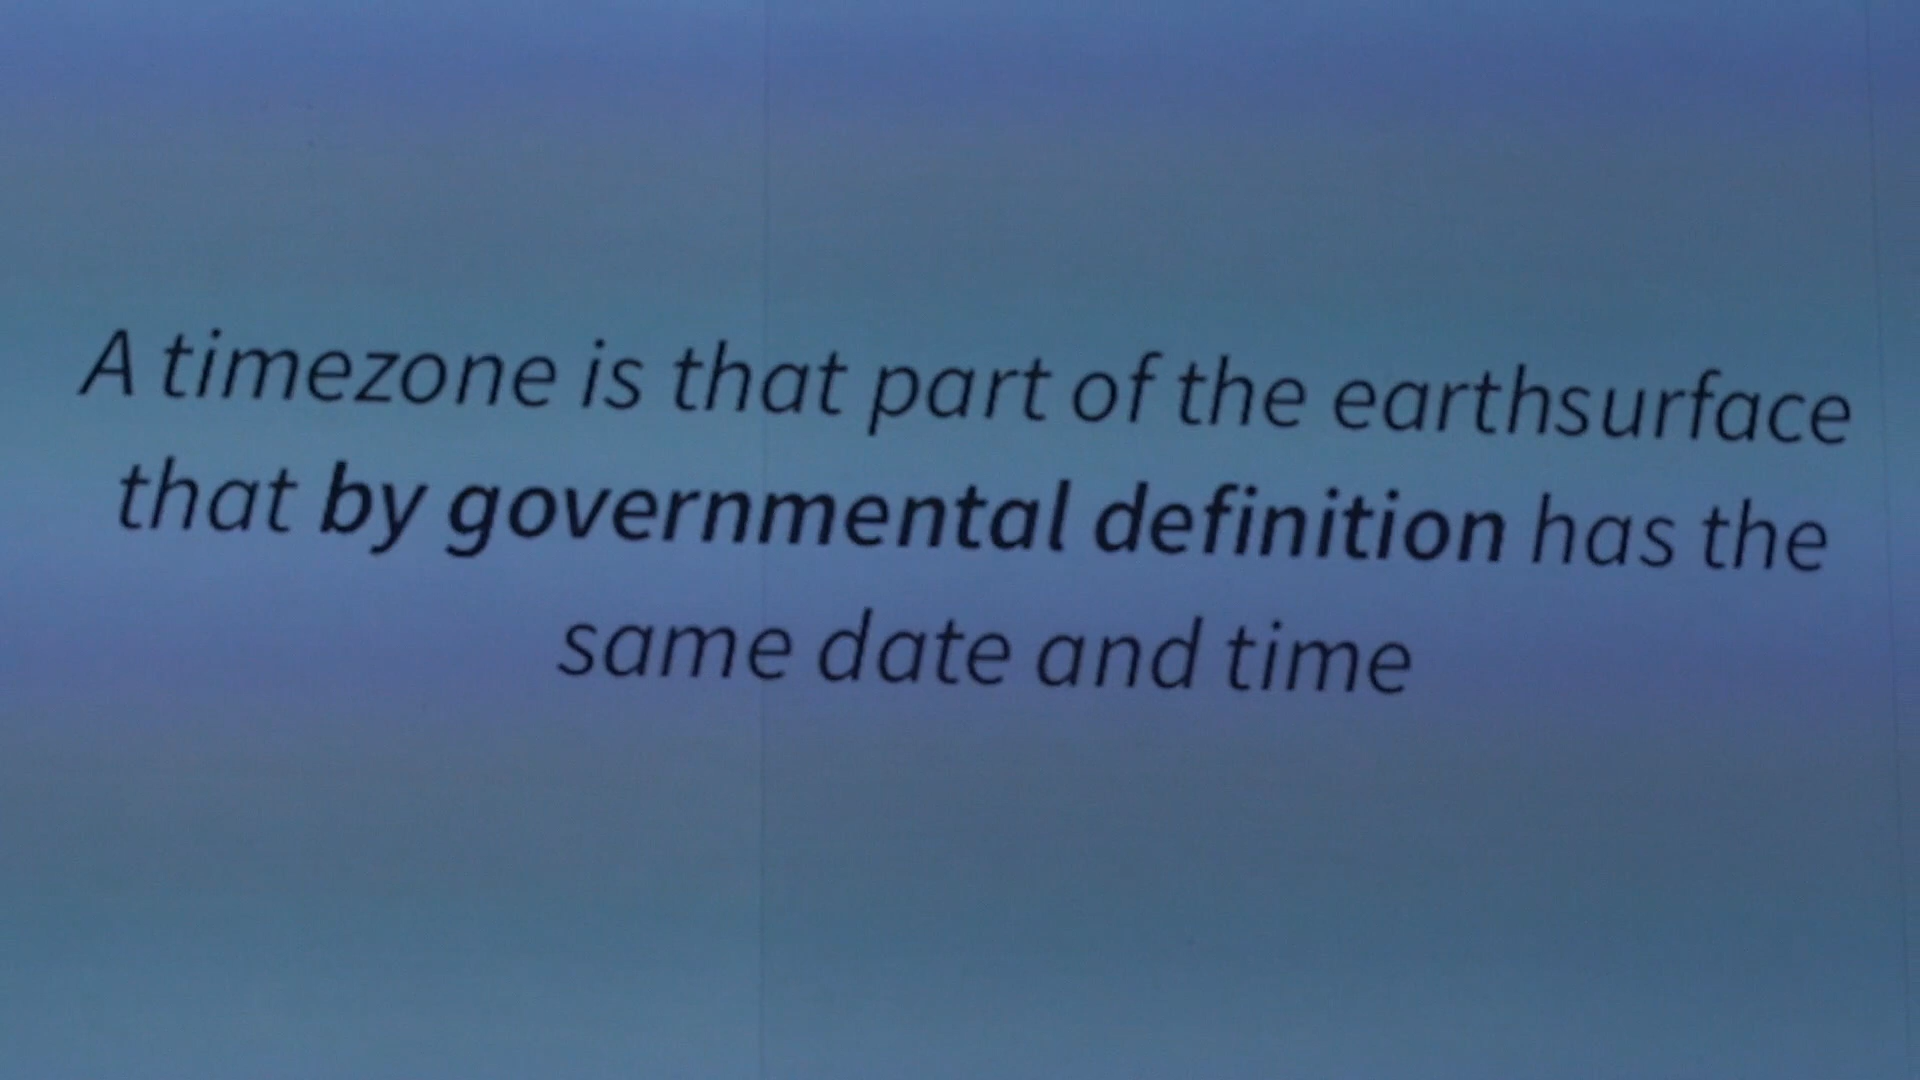 A timezone is that part of the earthsurface
that by governmental definition has the
same date and time